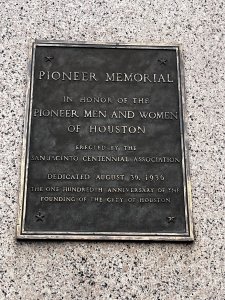 PIONEER MEMORIAL
IN HONOR OF THE
PIONEER MEN AND WOMEN
OF HOUSTON
ERECTED BY THE
SAN JACINTO CENTENNIAL ASSOCIATION
DEDICATED AUGUST 30, 1936
THE ONE HUNDREDTH ANNIVERSARY OF THE
FOUNDING OF THE CITY OF HOUSTON